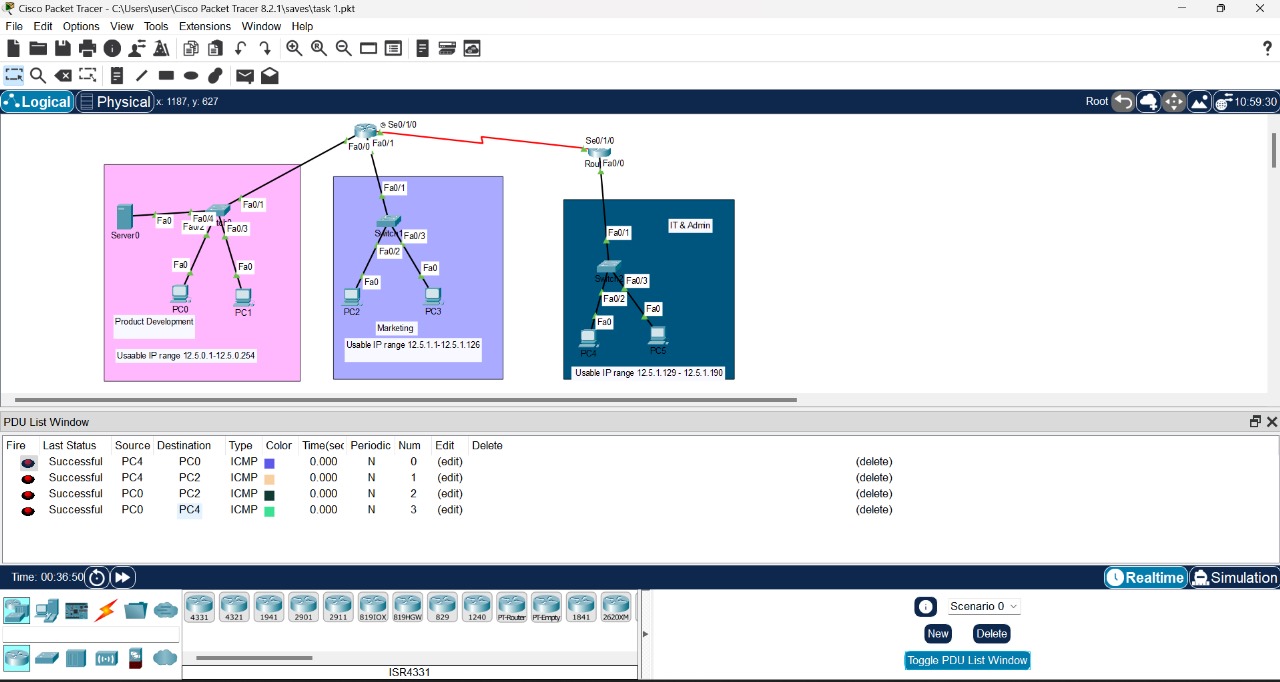 Cisco Packet Tracer - C:\Users\user\Cisco Packet Tracer 8.2.1\saves\task 1.pkt
File Edit Options View Tools Extensions Window Help
Logical Physical x: 1187, y: 627 Root 10:59:30
Se0/1/0
Fa0/0 Fa0/1
Se0/1/0
Rou Fa0/0
Fa0/1
Fa0/1
Fa0 Fa0/4
Fa0/3
Server0
Switch1 Fa0/3
Fa0/2
Fa0/1
IT & Admin
Fa0 Fa0
PC0 PC1
Fa0 Fa0
PC2 PC3
Fa0/3
Fa0/2
Fa0 Fa0
PC4 PC5
Product Development
Usaable IP range 12.5.0.1-12.5.0.254
Marketing
Usable IP range 12.5.1.1-12.5.1.126
Usable IP range 12.5.1.129 - 12.5.1.190
PDU List Window
Fire Last Status Source Destination Type Color Time(sec Periodic Num Edit Delete
Successful PC4 PC0 ICMP 0.000 N 0 (edit) (delete)
Successful PC4 PC2 ICMP 0.000 N 1 (edit) (delete)
Successful PC0 PC2 ICMP 0.000 N 2 (edit) (delete)
Successful PC0 PC4 ICMP 0.000 N 3 (edit) (delete)
Time: 00:36:50 Realtime Simulation
4331 4321 1941 2901 2911 819IOX 819HGW 829 1240 PT-Router PT-Empty 1841 2620XM
ISR4331
Scenario 0
New Delete
Toggle PDU List Window